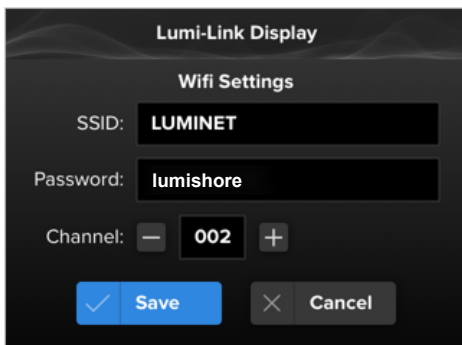 Lumi-Link Display
Wifi Settings
SSID: LUMINET
Password: lumishore
Channel: − 002 +
Save Cancel